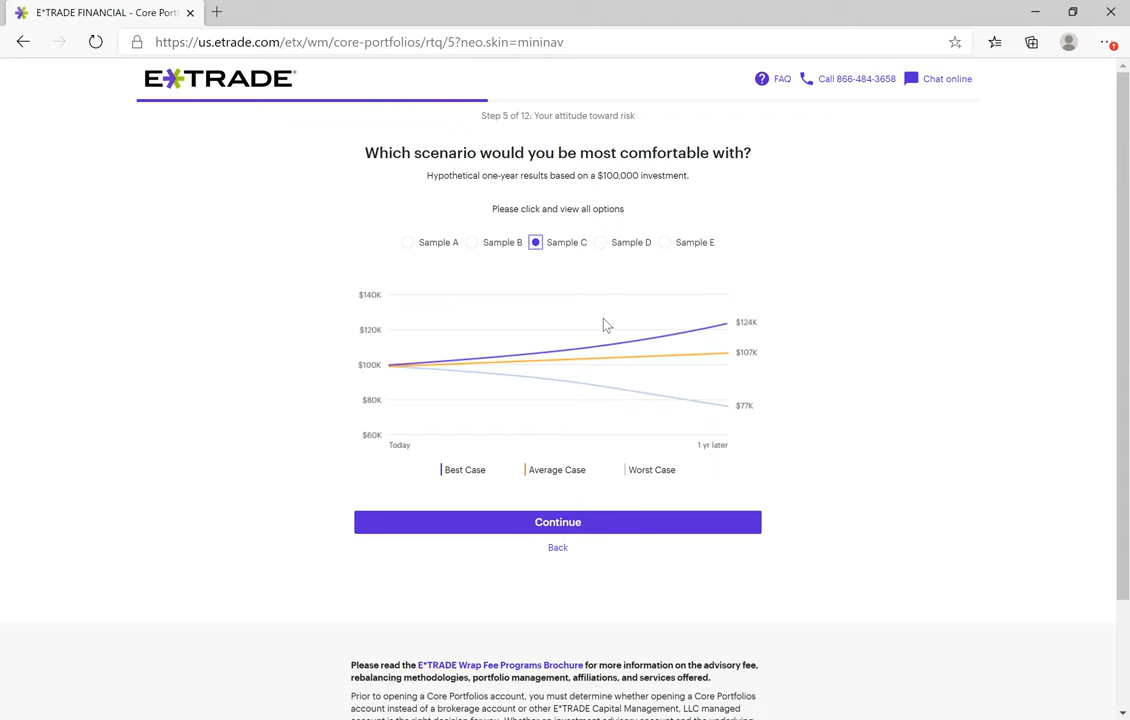 E*TRADE FINANCIAL - Core Port
https://us.etrade.com/etx/wm/core-portfolios/rtq/5?neo.skin=mininav
E*TRADE
FAQ
Call 866-484-3658
Chat online
Step 5 of 12: Your attitude toward risk
Which scenario would you be most comfortable with?
Hypothetical one-year results based on a $100,000 investment.
Please click and view all options
Sample A Sample B Sample C Sample D Sample E
$140K
$120K
$100K
$80K
$60K
$124K
$107K
$77K
Today 1 yr later
Best Case Average Case Worst Case
Continue
Back
Please read the E*TRADE Wrap Fee Programs Brochure for more information on the advisory fee,
rebalancing methodologies, portfolio management, affiliations, and services offered.
Prior to opening a Core Portfolios account, you must determine whether opening a Core Portfolios
account instead of a brokerage account or other E*TRADE Capital Management, LLC managed